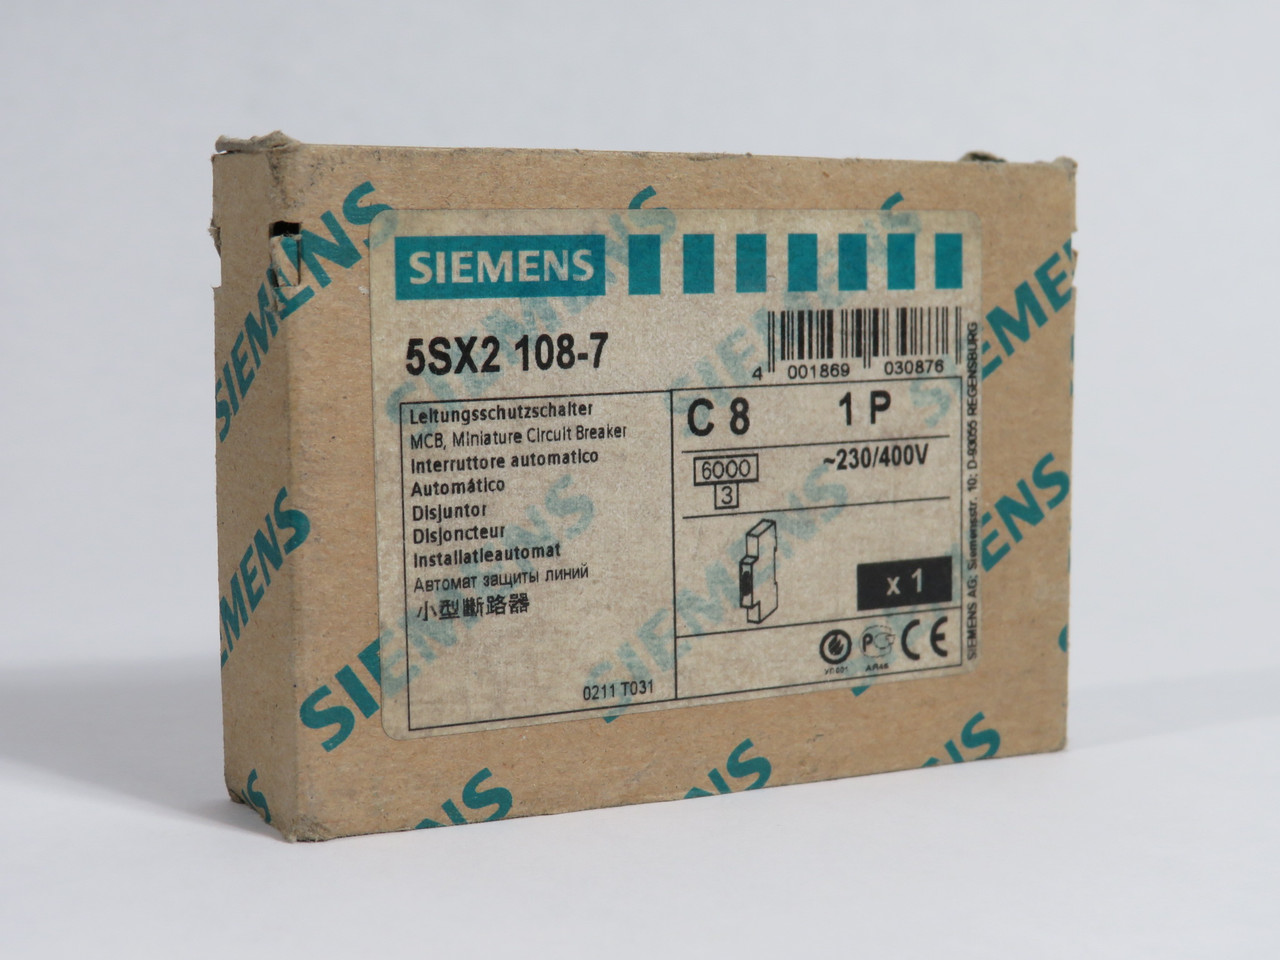 SIEMENS
5SX2 108-7
4 001869 030876
Leitungsschutzschalter
MCB, Miniature Circuit Breaker
Interruttore automatico
Automático
Disjuntor
Disjoncteur
Installatieautomat
Автомат защиты линий
小型斷路器
0211 T031
C 8 1 P
6000
3
~230/400V
x 1
CE
SIEMENS AG; Siemensstr. 10; D-93055 REGENSBURG
SIEMENS
SIEMENS
SIEMENS
SIEMENS
SIEMENS